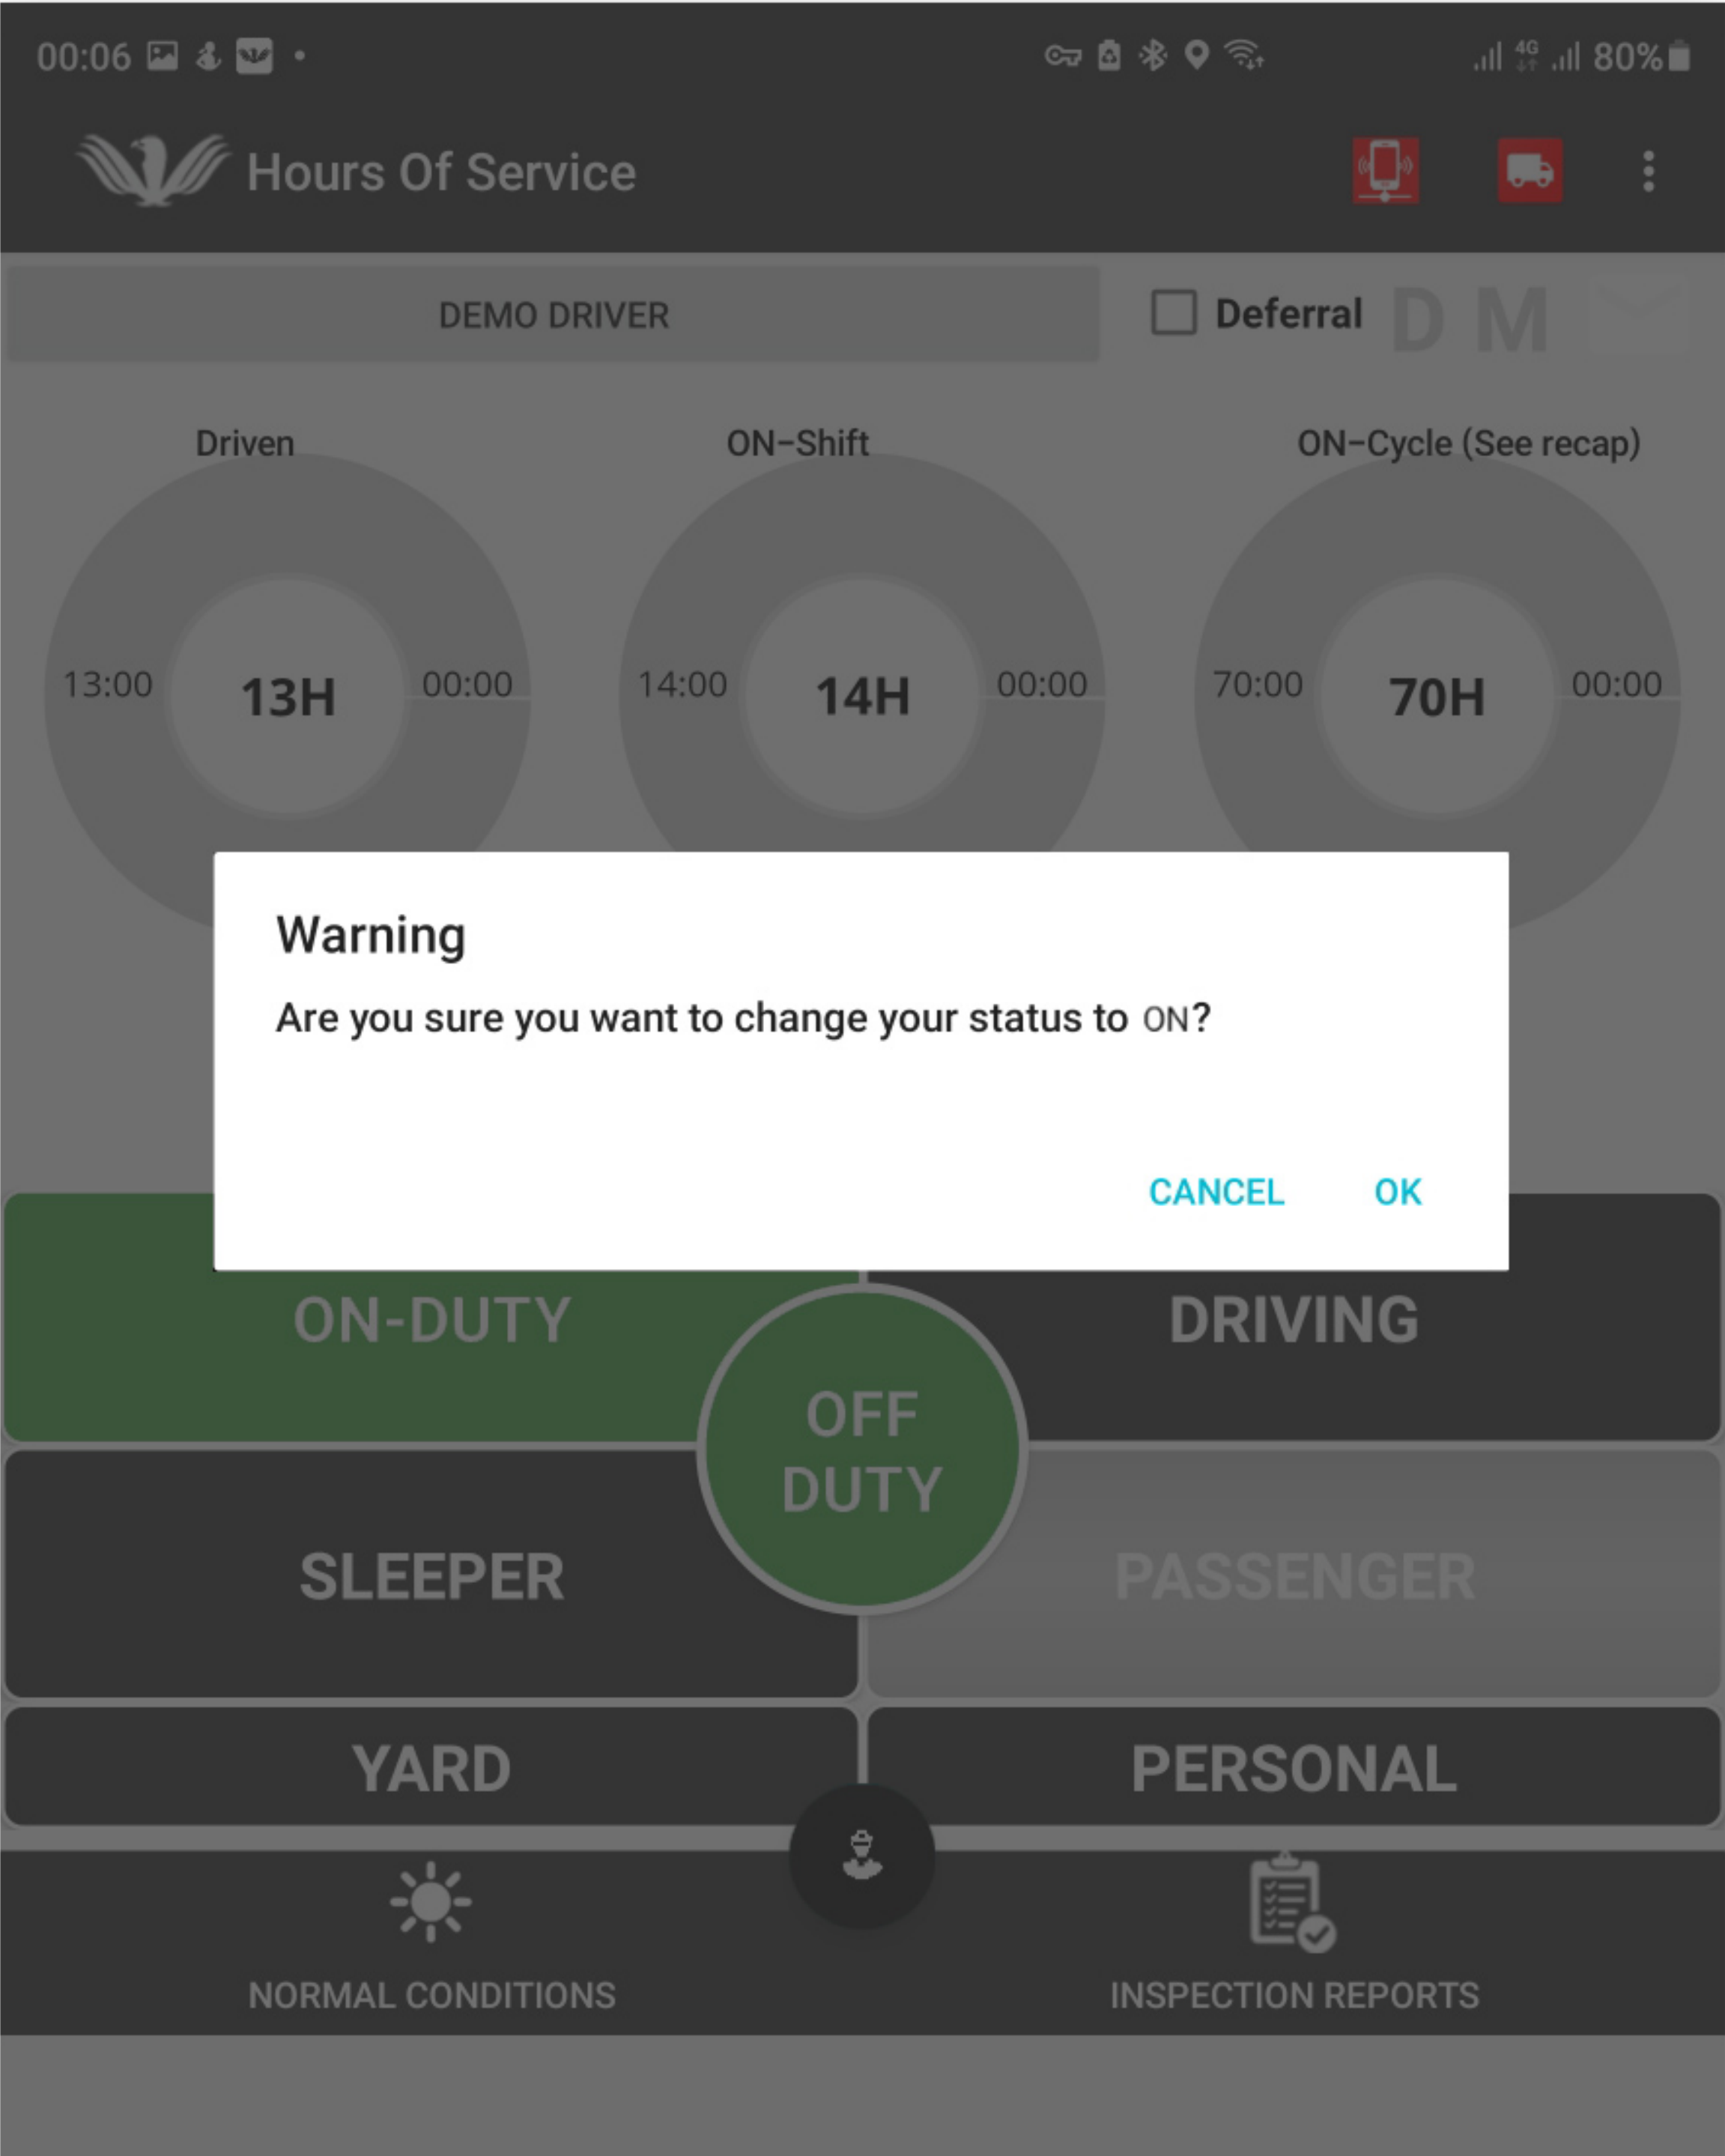 00:06
4G
80%
Hours Of Service
DEMO DRIVER
Deferral D M
Driven
ON-Shift
ON-Cycle (See recap)
13:00 13H 00:00
14:00 14H 00:00
70:00 70H 00:00
Warning
Are you sure you want to change your status to ON?
CANCEL OK
ON-DUTY
DRIVING
OFF
DUTY
SLEEPER
PASSENGER
YARD
PERSONAL
NORMAL CONDITIONS
INSPECTION REPORTS